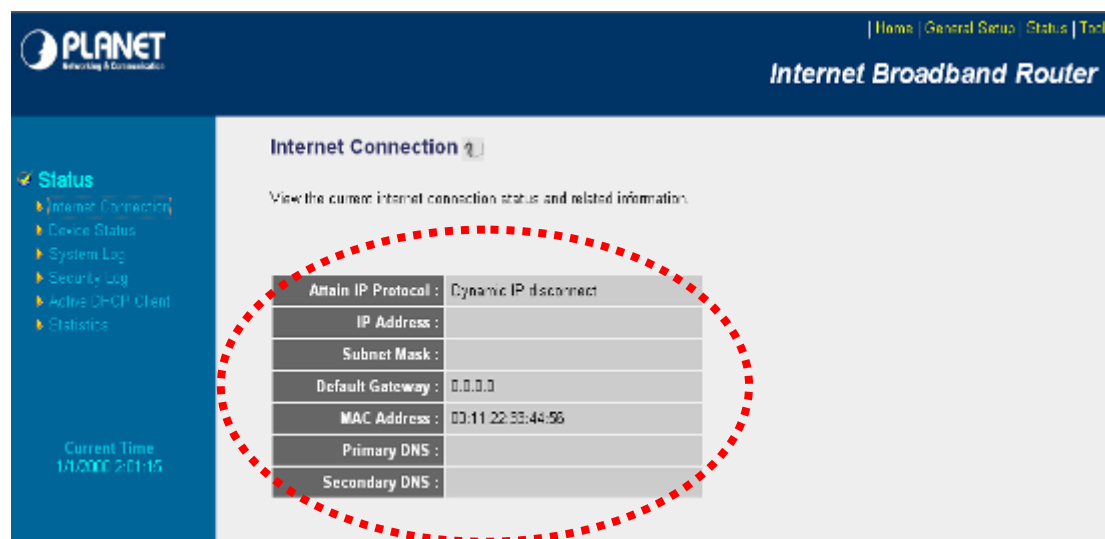 PLANET
Networking & Communication
| Home | General Setup | Status | Tool
Internet Broadband Router
Internet Connection
View the current internet connection status and related information.
Status
Internet Connection
Device Status
System Log
Security Log
Active DHCP Client
Statistics
Attain IP Protocol : Dynamic IP disconnect
IP Address :
Subnet Mask :
Default Gateway : 0.0.0.0
MAC Address : 00:11:22:33:44:56
Primary DNS :
Secondary DNS :
Current Time
1/1/2000 2:01:15